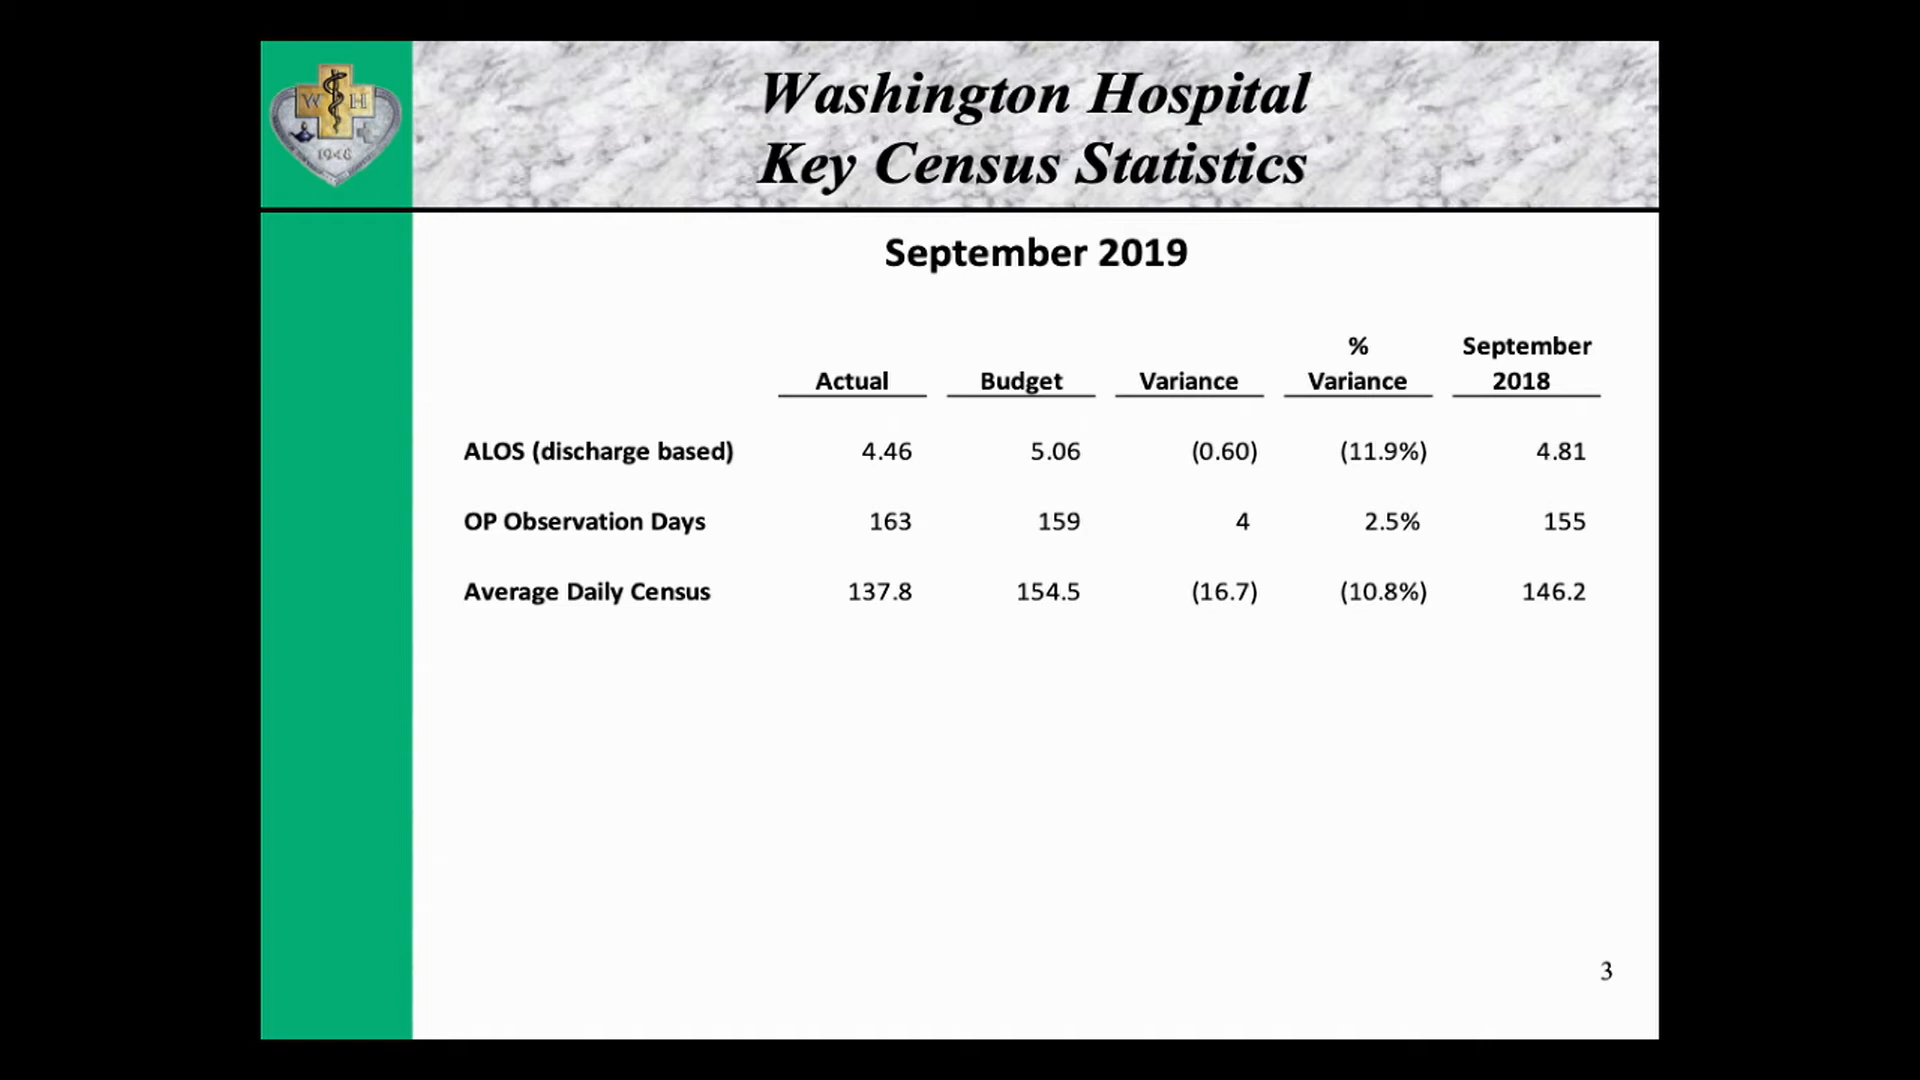 W H
1948
Washington Hospital
Key Census Statistics
September 2019
Actual Budget Variance % Variance September 2018
ALOS (discharge based) 4.46 5.06 (0.60) (11.9%) 4.81
OP Observation Days 163 159 4 2.5% 155
Average Daily Census 137.8 154.5 (16.7) (10.8%) 146.2
3